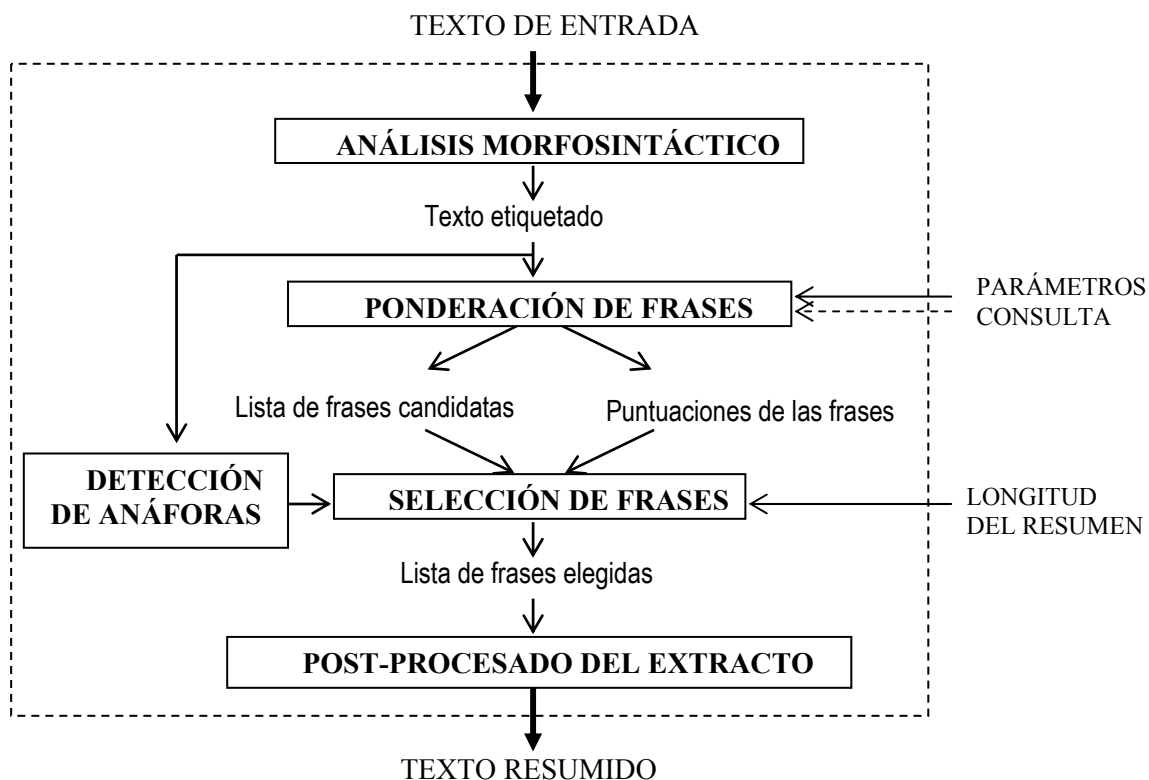 TEXTO DE ENTRADA
ANÁLISIS MORFOSINTÁCTICO
Texto etiquetado
PONDERACIÓN DE FRASES
PARÁMETROS
CONSULTA
Lista de frases candidatas
Puntuaciones de las frases
DETECCIÓN
DE ANÁFORAS
SELECCIÓN DE FRASES
LONGITUD
DEL RESUMEN
Lista de frases elegidas
POST-PROCESADO DEL EXTRACTO
TEXTO RESUMIDO